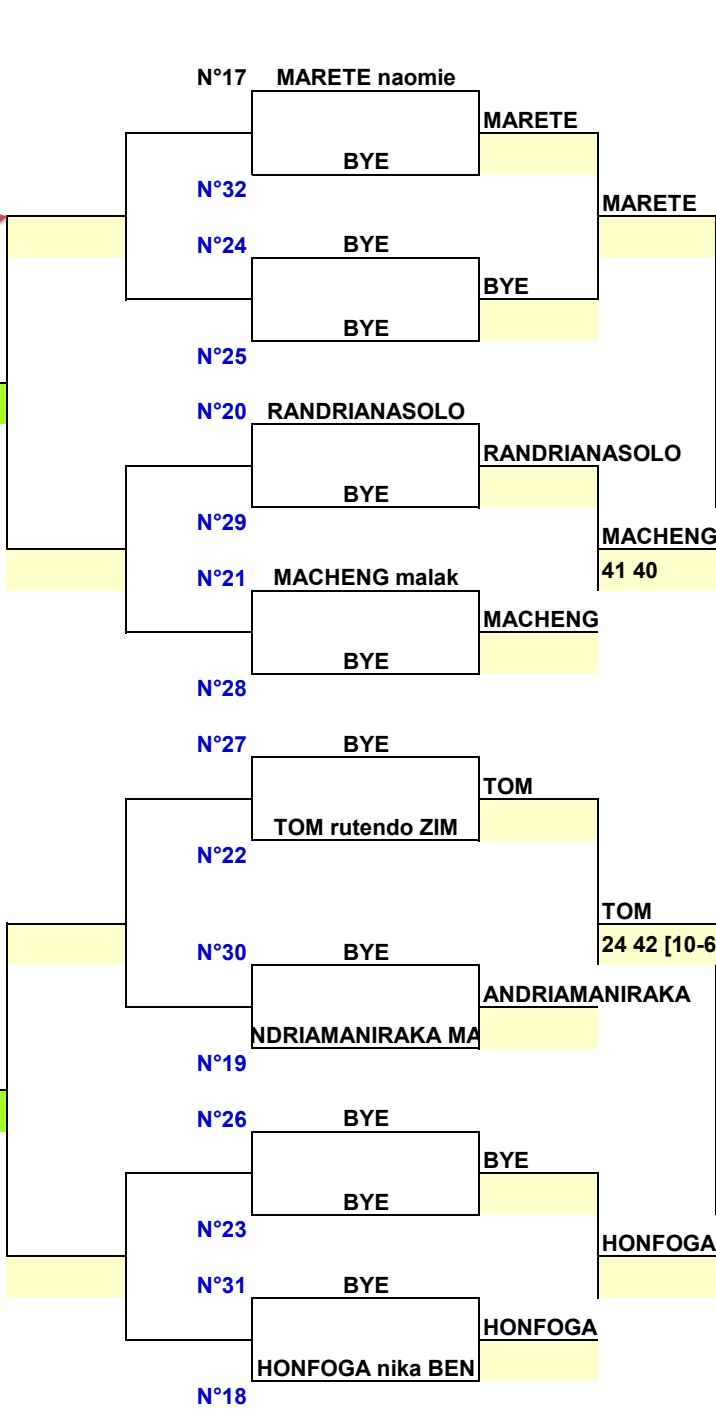 N°17 MARETE naomie
MARETE
BYE
N°32
MARETE
N°24 BYE
BYE
BYE
N°25
N°20 RANDRIANASOLO
RANDRIANASOLO
BYE
N°29
MACHENG
41 40
N°21 MACHENG malak
MACHENG
BYE
N°28
N°27 BYE
TOM
TOM rutendo ZIM
N°22
TOM
24 42 [10-6
N°30 BYE
ANDRIAMANIRAKA
NDRIAMANIRAKA MA
N°19
N°26 BYE
BYE
BYE
N°23
HONFOGA
N°31 BYE
HONFOGA
HONFOGA nika BEN
N°18